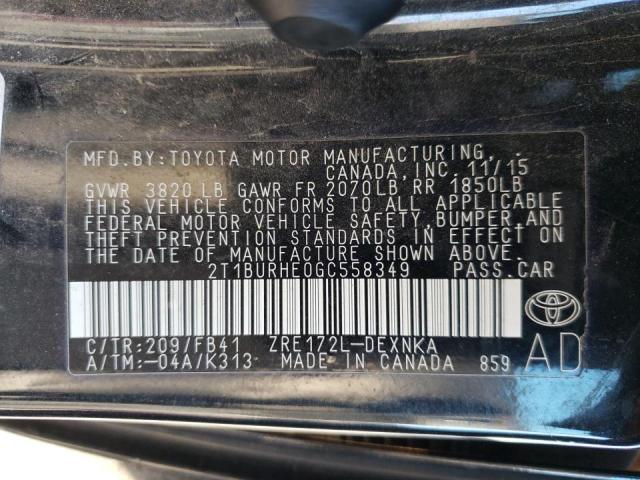 MFD.BY:TOYOTA MOTOR MANUFACTURING,
CANADA,INC. 11/15
GVWR 3820LB GAWR FR 2070LB RR 1850LB
THIS VEHICLE CONFORMS TO ALL APPLICABLE
FEDERAL MOTOR VEHICLE SAFETY, BUMPER, AND
THEFT PREVENTION STANDARDS IN EFFECT ON
THE DATE OF MANUFACTURE SHOWN ABOVE.
2T1BURHE0GC558349 PASS.CAR
C/TR:209/FB41 ZRE172L-DEXNKA
A/TM:-04A/K313 MADE IN CANADA 859 AD